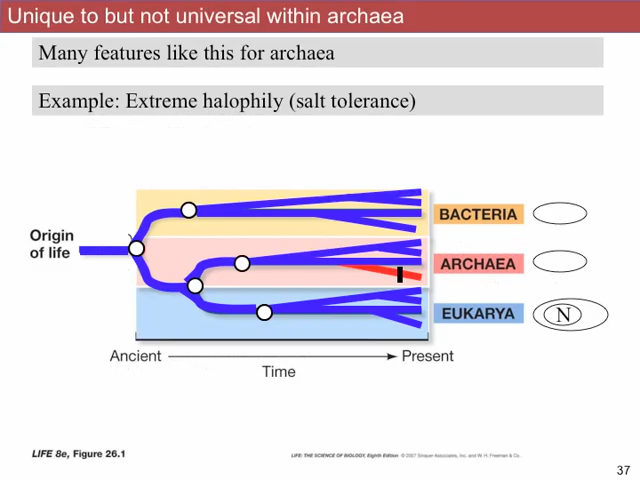 Unique to but not universal within archaea
Many features like this for archaea
Example: Extreme halophily (salt tolerance)
Origin
of life
BACTERIA
ARCHAEA
EUKARYA
N
Ancient
Present
Time
LIFE 8e, Figure 26.1
LIFE: THE SCIENCE OF BIOLOGY, Eighth Edition © 2007 Sinauer Associates, Inc. and W. H. Freeman & Co.
37